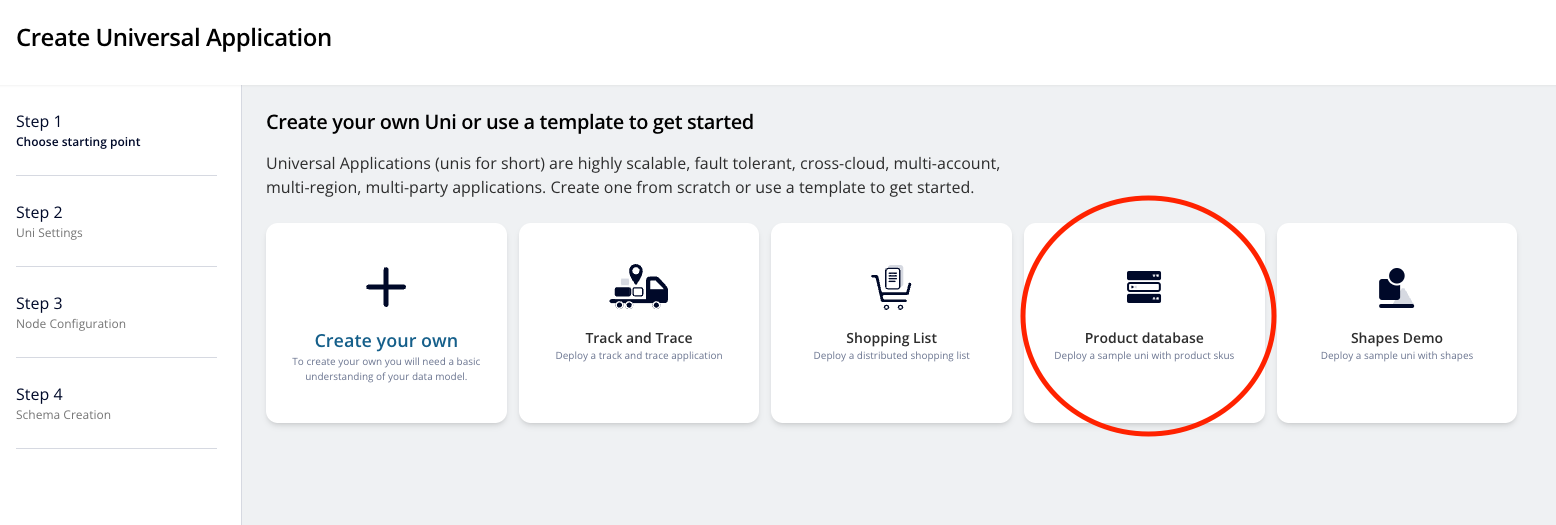 Create Universal Application
Step 1
Choose starting point
Step 2
Uni Settings
Step 3
Node Configuration
Step 4
Schema Creation
Create your own Uni or use a template to get started
Universal Applications (unis for short) are highly scalable, fault tolerant, cross-cloud, multi-account,
multi-region, multi-party applications. Create one from scratch or use a template to get started.
Create your own
To create your own you will need a basic
understanding of your data model.
Track and Trace
Deploy a track and trace application
Shopping List
Deploy a distributed shopping list
Product database
Deploy a sample uni with product skus
Shapes Demo
Deploy a sample uni with shapes